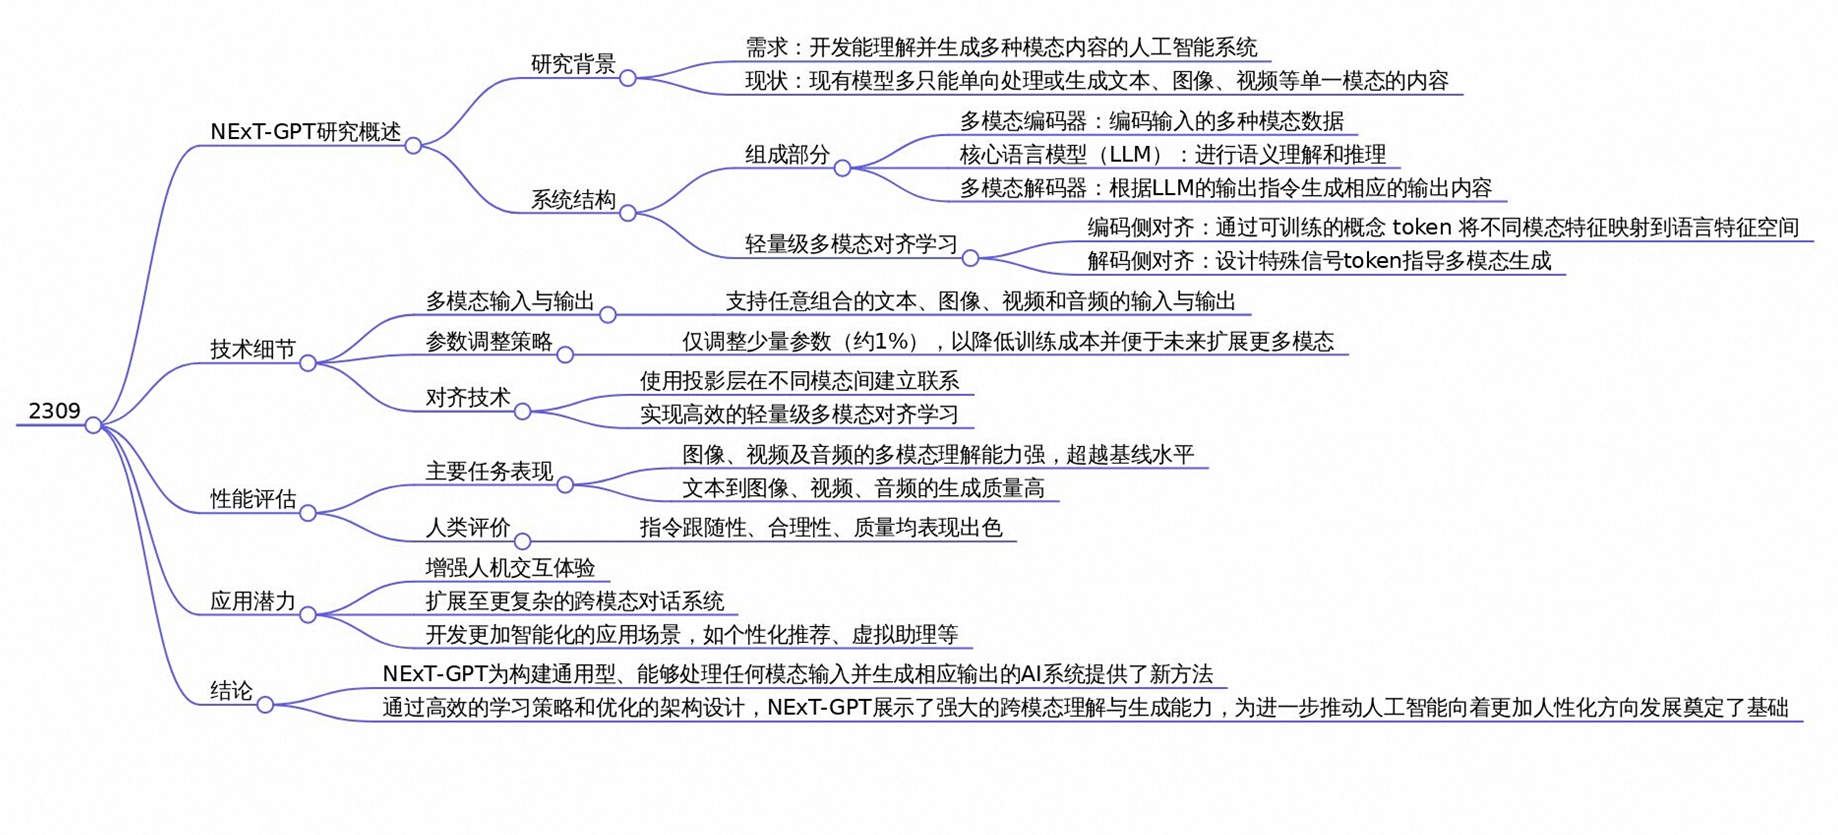 2309
NExT-GPT研究概述
研究背景
需求：开发能理解并生成多种模态内容的人工智能系统
现状：现有模型多只能单向处理或生成文本、图像、视频等单一模态的内容
系统结构
组成部分
多模态编码器：编码输入的多种模态数据
核心语言模型（LLM）：进行语义理解和推理
多模态解码器：根据LLM的输出指令生成相应的输出内容
轻量级多模态对齐学习
编码侧对齐：通过可训练的概念 token 将不同模态特征映射到语言特征空间
解码侧对齐：设计特殊信号token指导多模态生成
技术细节
多模态输入与输出
支持任意组合的文本、图像、视频和音频的输入与输出
参数调整策略
仅调整少量参数（约1%），以降低训练成本并便于未来扩展更多模态
对齐技术
使用投影层在不同模态间建立联系
实现高效的轻量级多模态对齐学习
性能评估
主要任务表现
图像、视频及音频的多模态理解能力强，超越基线水平
文本到图像、视频、音频的生成质量高
人类评价
指令跟随性、合理性、质量均表现出色
应用潜力
增强人机交互体验
扩展至更复杂的跨模态对话系统
开发更加智能化的应用场景，如个性化推荐、虚拟助理等
结论
NExT-GPT为构建通用型、能够处理任何模态输入并生成相应输出的AI系统提供了新方法
通过高效的学习策略和优化的架构设计，NExT-GPT展示了强大的跨模态理解与生成能力，为进一步推动人工智能向着更加人性化方向发展奠定了基础